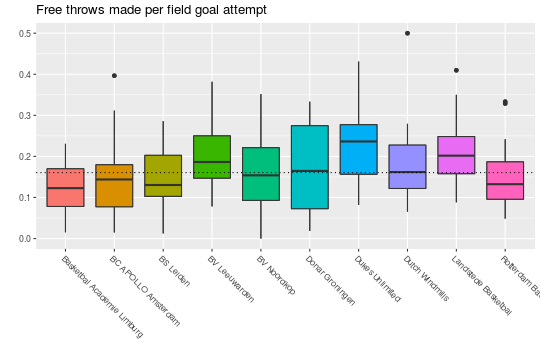 Free throws made per field goal attempt
0.5
0.4
0.3
0.2
0.1
0.0
Basketbal Academie Limburg
BC APOLLO Amsterdam
BS Leiden
BV Leeuwarden
BV Noordkop
Donar Groningen
Dukes Unlimited
Dutch Windmills
Landstede Basketbal
Rotterdam Bas